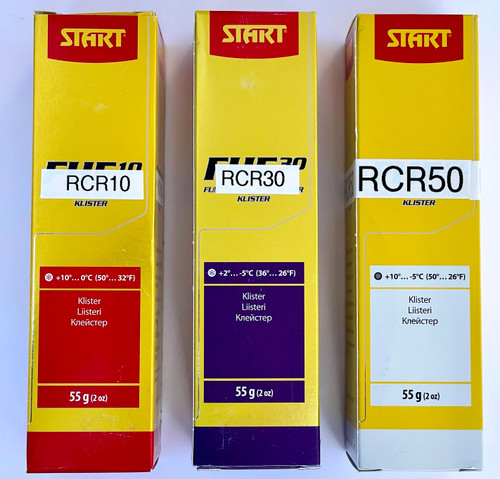 START
RCR10
KLISTER
+10°... 0°C (50°... 32°F)
Klister
Liisteri
Клейстер
55 g (2 oz)
START
30
RCR30
KLISTER
+2°... -5°C (36°... 26°F)
Klister
Liisteri
Клейстер
55 g (2 oz)
START
RCR50
KLISTER
+10°... -5°C (50°... 26°F)
Klister
Liisteri
Клейстер
55 g (2 oz)